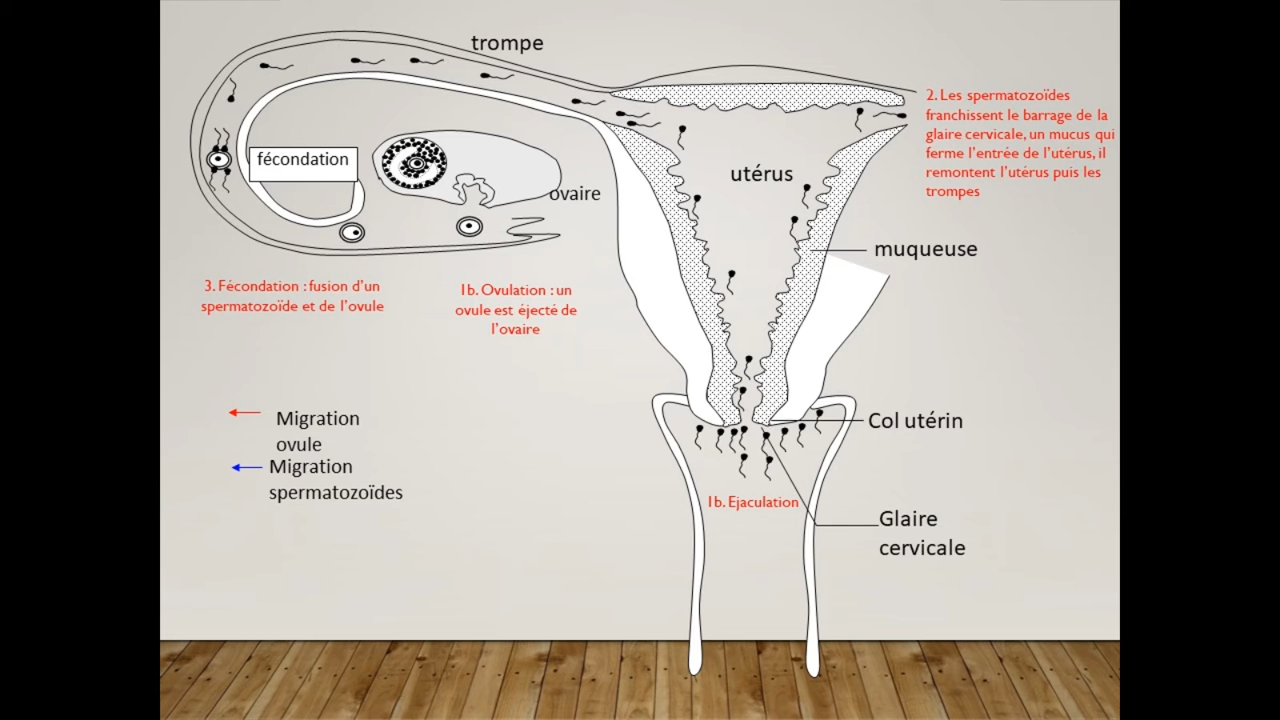 trompe
2. Les spermatozoïdes
franchissent le barrage de la
glaire cervicale, un mucus qui
ferme l'entrée de l'utérus, il
remontent l'utérus puis les
trompes
fécondation
utérus
ovaire
muqueuse
3. Fécondation : fusion d'un
spermatozoïde et de l'ovule
1b. Ovulation : un
ovule est éjecté de
l'ovaire
Migration
ovule
Migration
spermatozoïdes
Col utérin
1b. Ejaculation
Glaire
cervicale